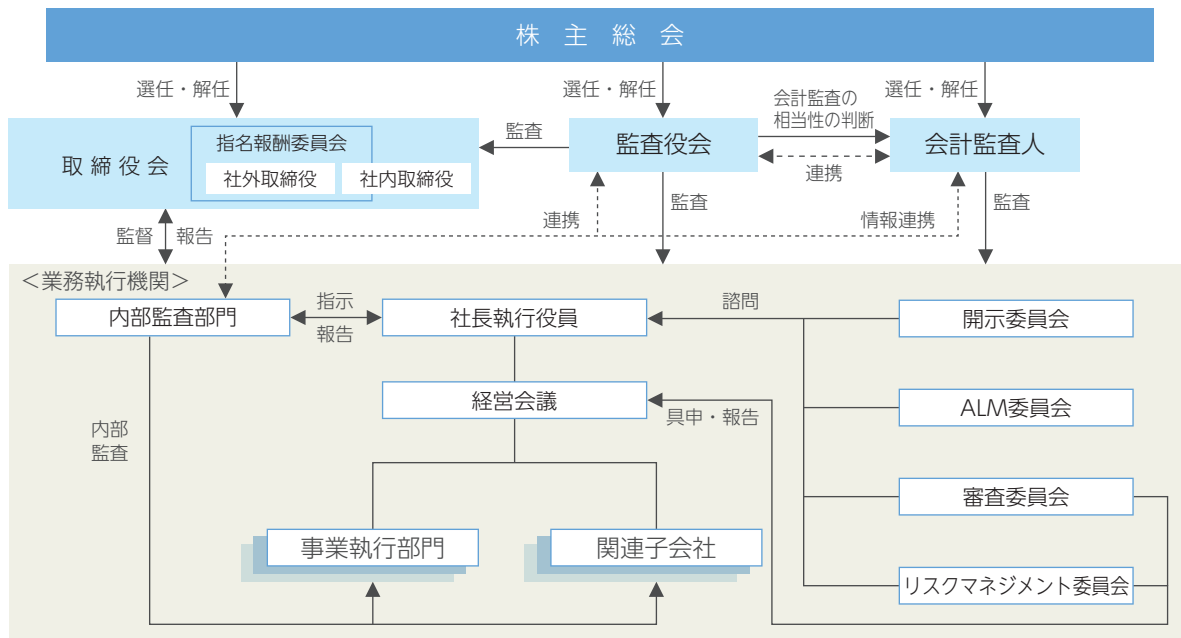 株主総会
選任・解任
選任・解任
選任・解任
会計監査の
相当性の判断
取締役会
指名報酬委員会
社外取締役
社内取締役
監査
監査役会
会計監査人
連携
監督
報告
連携
監査
情報連携
監査
<業務執行機関>
内部監査部門
指示
報告
社長執行役員
諮問
開示委員会
経営会議
具申・報告
ALM委員会
内部
監査
審査委員会
事業執行部門
関連子会社
リスクマネジメント委員会